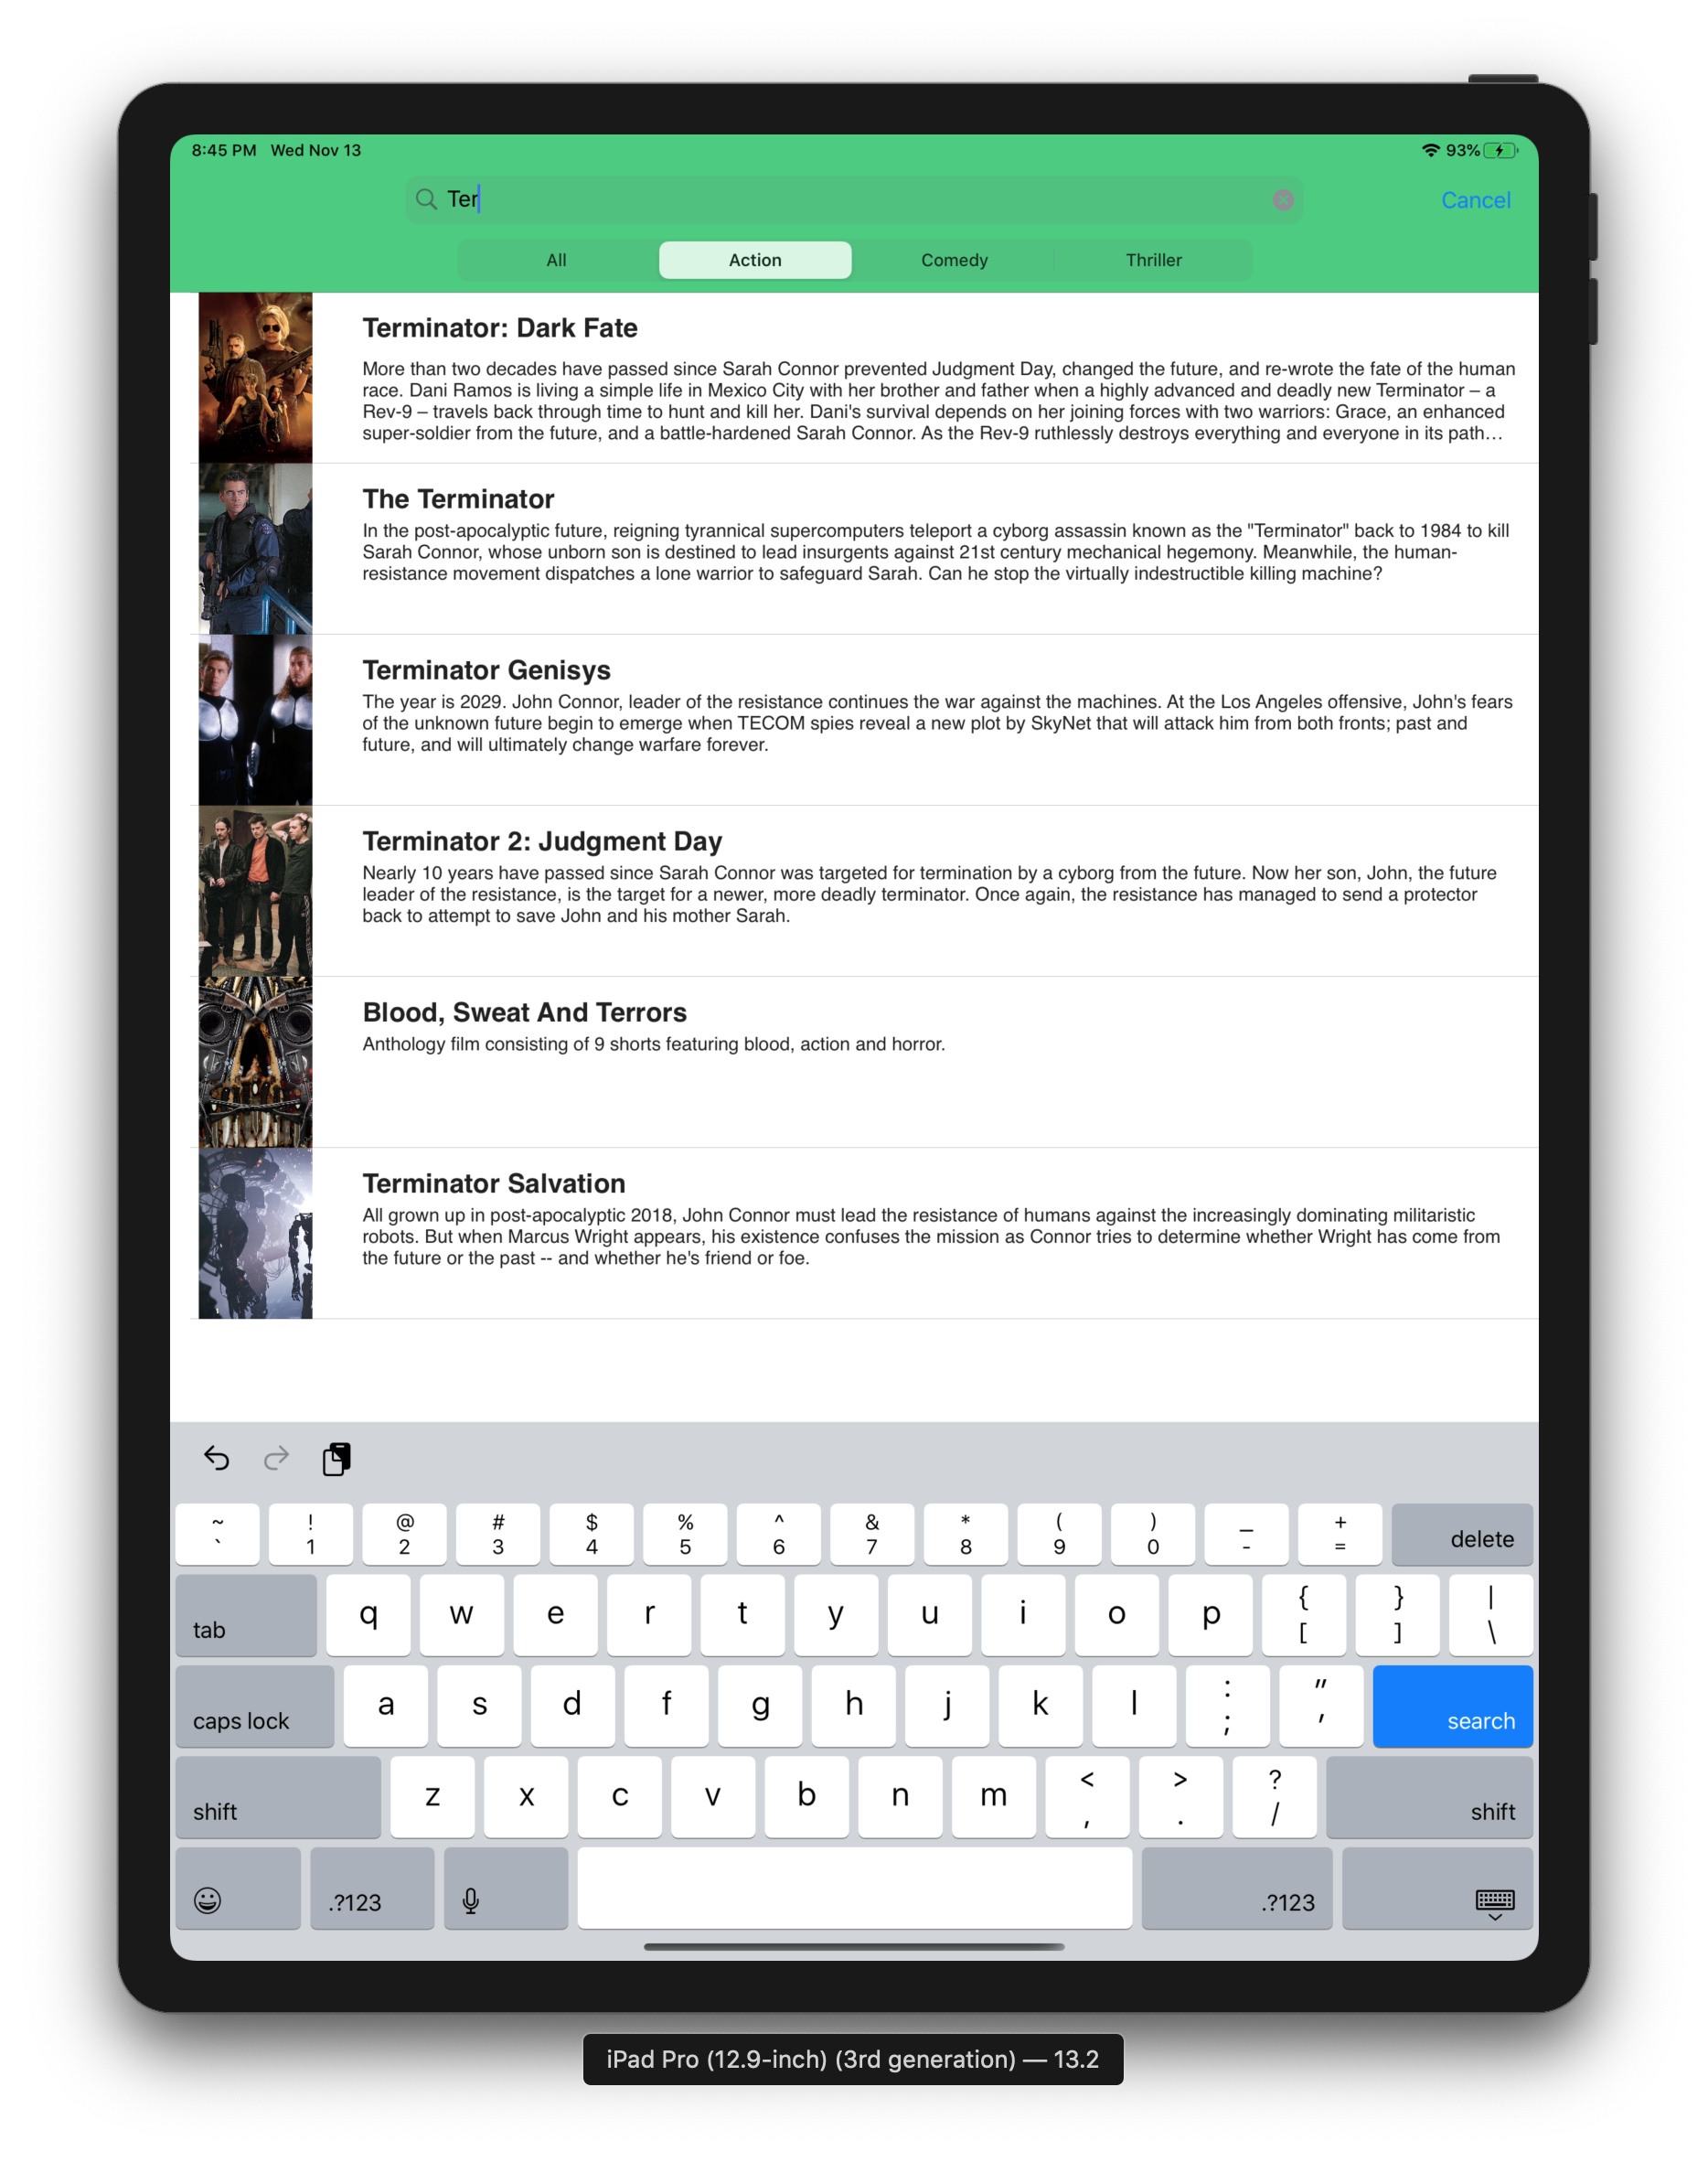 8:45 PM Wed Nov 13
93%
Ter
Cancel
All Action Comedy Thriller
Terminator: Dark Fate
More than two decades have passed since Sarah Connor prevented Judgment Day, changed the future, and re-wrote the fate of the human
race. Dani Ramos is living a simple life in Mexico City with her brother and father when a highly advanced and deadly new Terminator – a
Rev-9 – travels back through time to hunt and kill her. Dani's survival depends on her joining forces with two warriors: Grace, an enhanced
super-soldier from the future, and a battle-hardened Sarah Connor. As the Rev-9 ruthlessly destroys everything and everyone in its path…
The Terminator
In the post-apocalyptic future, reigning tyrannical supercomputers teleport a cyborg assassin known as the "Terminator" back to 1984 to kill
Sarah Connor, whose unborn son is destined to lead insurgents against 21st century mechanical hegemony. Meanwhile, the human-
resistance movement dispatches a lone warrior to safeguard Sarah. Can he stop the virtually indestructible killing machine?
Terminator Genisys
The year is 2029. John Connor, leader of the resistance continues the war against the machines. At the Los Angeles offensive, John's fears
of the unknown future begin to emerge when TECOM spies reveal a new plot by SkyNet that will attack him from both fronts; past and
future, and will ultimately change warfare forever.
Terminator 2: Judgment Day
Nearly 10 years have passed since Sarah Connor was targeted for termination by a cyborg from the future. Now her son, John, the future
leader of the resistance, is the target for a newer, more deadly terminator. Once again, the resistance has managed to send a protector
back to attempt to save John and his mother Sarah.
Blood, Sweat And Terrors
Anthology film consisting of 9 shorts featuring blood, action and horror.
Terminator Salvation
All grown up in post-apocalyptic 2018, John Connor must lead the resistance of humans against the increasingly dominating militaristic
robots. But when Marcus Wright appears, his existence confuses the mission as Connor tries to determine whether Wright has come from
the future or the past -- and whether he's friend or foe.
~ ! @ # $ % ^ & * ( ) _ +
` 1 2 3 4 5 6 7 8 9 0 - = delete
tab q w e r t y u i o p { [ } ] | \
caps lock a s d f g h j k l : ; " ' search
shift z x c v b n m < , > . ? / shift
.?123 .?123
iPad Pro (12.9-inch) (3rd generation) — 13.2